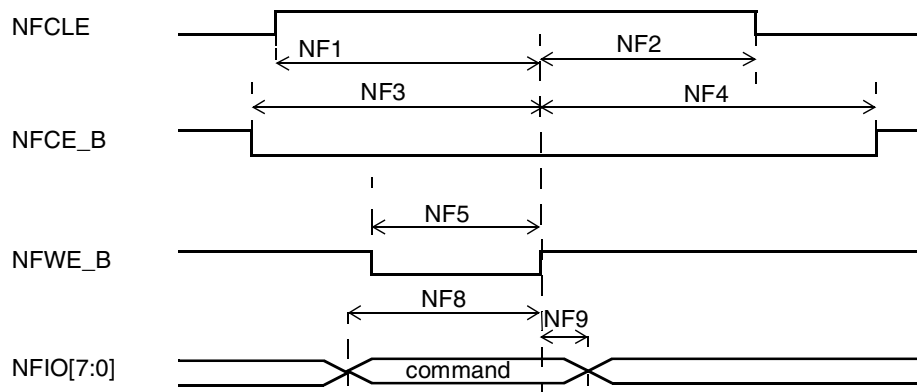 NFCLE
NF1
NF2
NF3
NF4
NFCE_B
NF5
NFWE_B
NF8
NF9
NFIO[7:0]
command